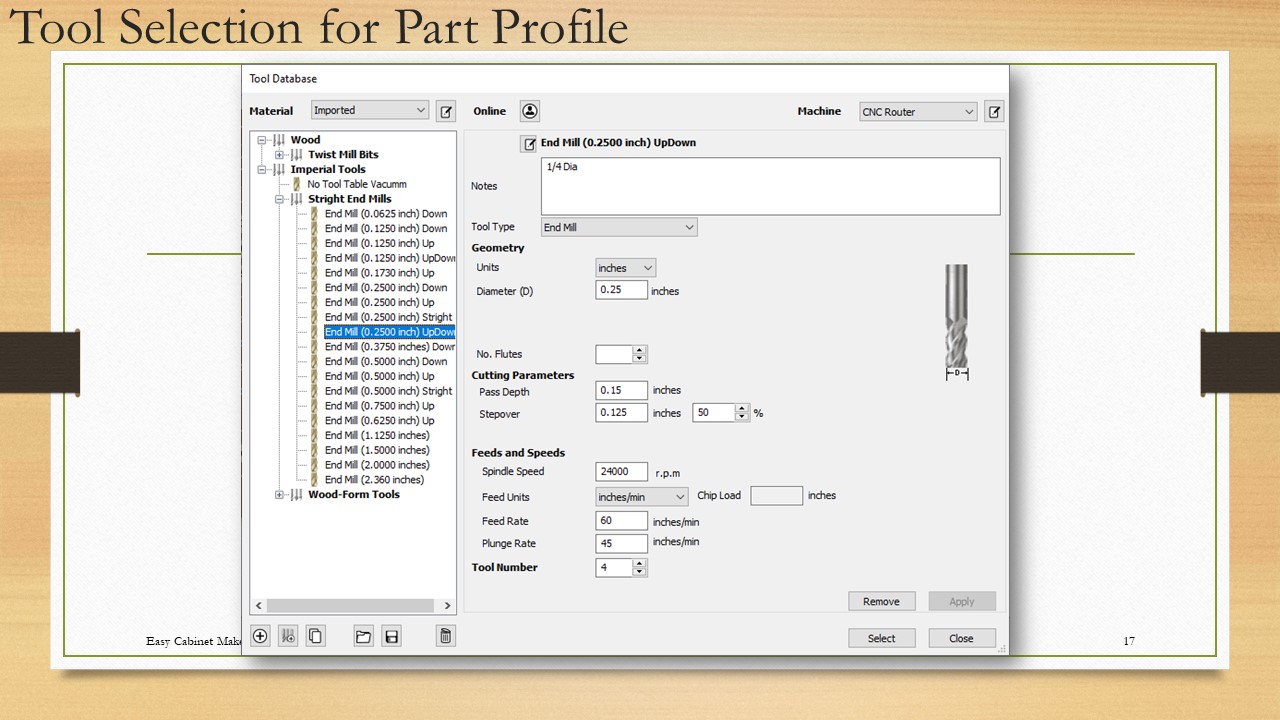 Tool Selection for Part Profile
Tool Database
Material Imported Online Machine CNC Router
Wood
Twist Mill Bits
Imperial Tools
No Tool Table Vacumm
Stright End Mills
End Mill (0.0625 inch) Down
End Mill (0.1250 inch) Down
End Mill (0.1250 inch) Up
End Mill (0.1250 inch) UpDown
End Mill (0.1730 inch) Up
End Mill (0.2500 inch) Down
End Mill (0.2500 inch) Up
End Mill (0.2500 inch) Stright
End Mill (0.2500 inch) UpDown
End Mill (0.3750 inches) Down
End Mill (0.5000 inch) Down
End Mill (0.5000 inch) Up
End Mill (0.5000 inch) Stright
End Mill (0.7500 inch) Up
End Mill (0.6250 inch) Up
End Mill (1.1250 inches)
End Mill (1.5000 inches)
End Mill (2.0000 inches)
End Mill (2.360 inches)
Wood-Form Tools
End Mill (0.2500 inch) UpDown
Notes 1/4 Dia
Tool Type End Mill
Geometry
Units inches
Diameter (D) 0.25 inches
No. Flutes
D
Cutting Parameters
Pass Depth 0.15 inches
Stepover 0.125 inches 50 %
Feeds and Speeds
Spindle Speed 24000 r.p.m
Feed Units inches/min Chip Load inches
Feed Rate 60 inches/min
Plunge Rate 45 inches/min
Tool Number 4
Remove Apply
Select Close
Easy Cabinet Make
17